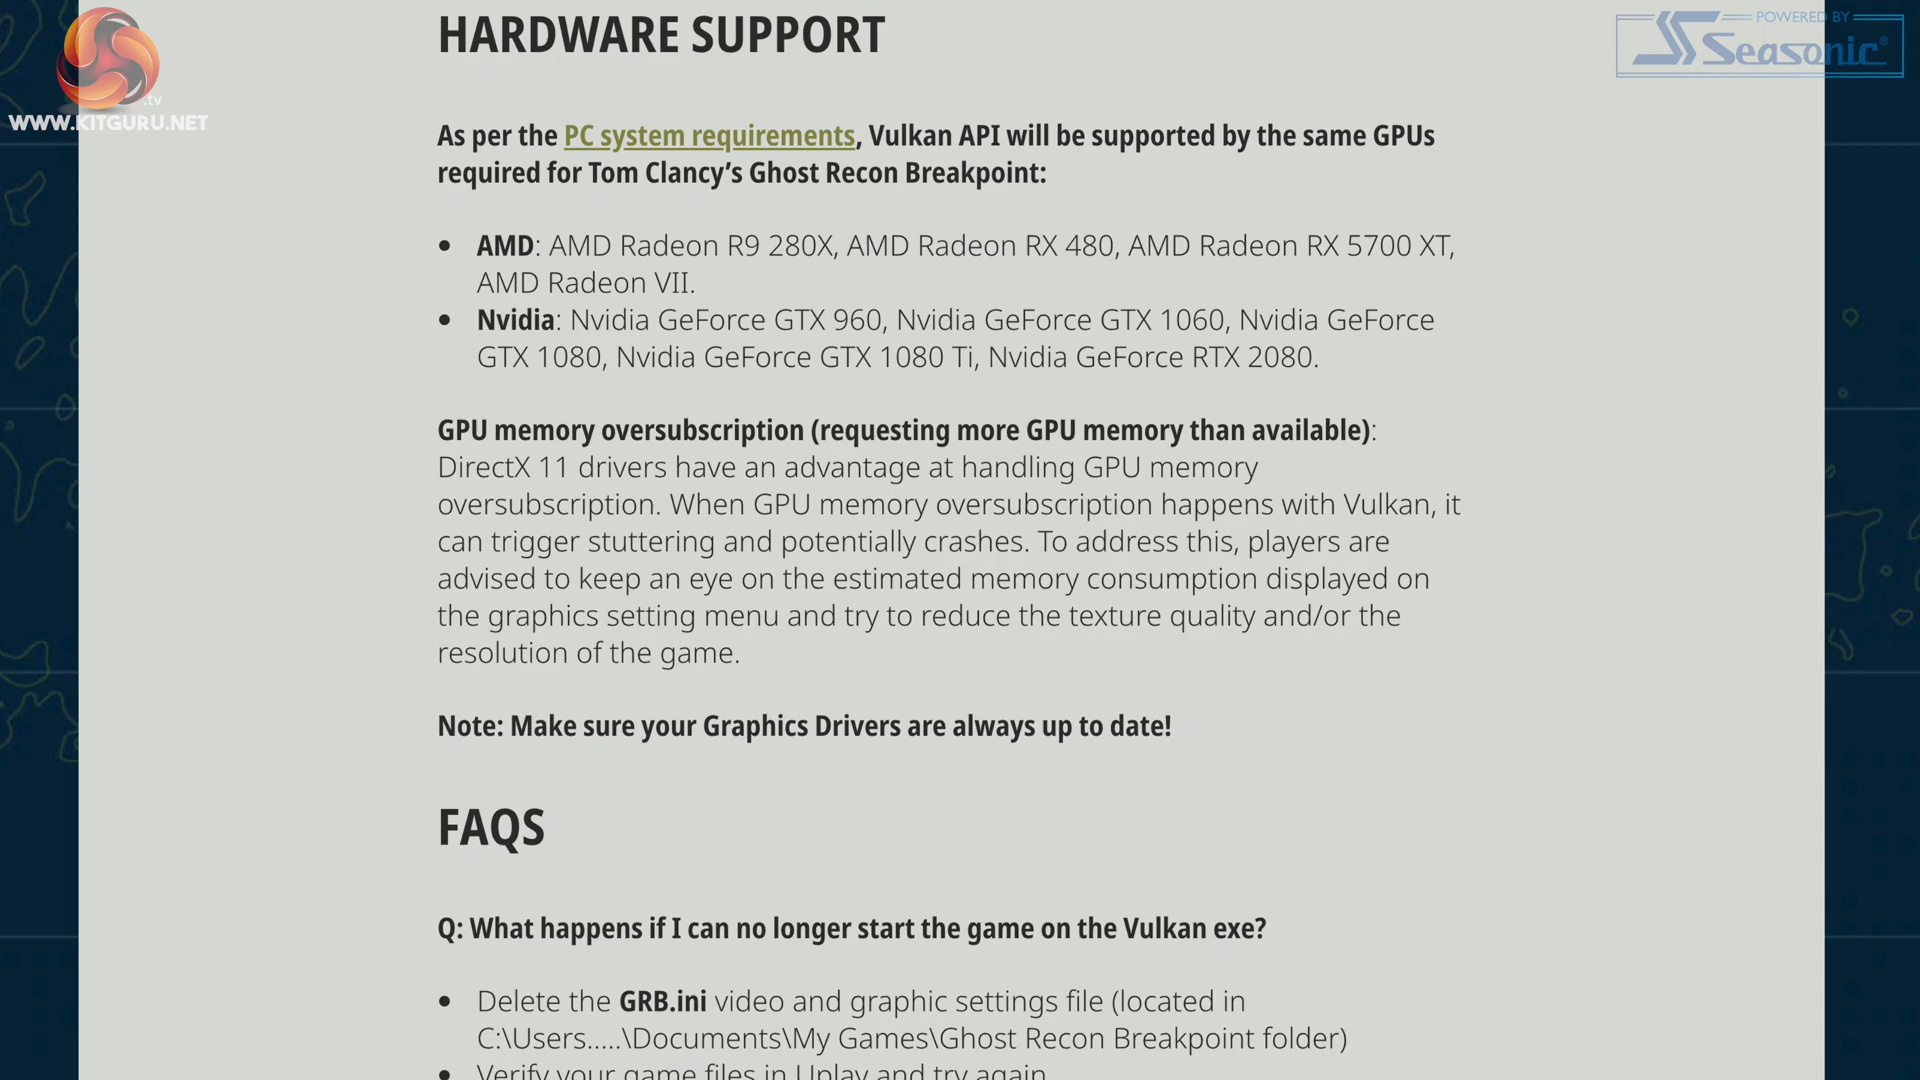 HARDWARE SUPPORT
POWERED BY
Seasonic®
.tv
WWW.KITGURU.NET
As per the PC system requirements, Vulkan API will be supported by the same GPUs
required for Tom Clancy’s Ghost Recon Breakpoint:
• AMD: AMD Radeon R9 280X, AMD Radeon RX 480, AMD Radeon RX 5700 XT,
AMD Radeon VII.
• Nvidia: Nvidia GeForce GTX 960, Nvidia GeForce GTX 1060, Nvidia GeForce
GTX 1080, Nvidia GeForce GTX 1080 Ti, Nvidia GeForce RTX 2080.
GPU memory oversubscription (requesting more GPU memory than available):
DirectX 11 drivers have an advantage at handling GPU memory
oversubscription. When GPU memory oversubscription happens with Vulkan, it
can trigger stuttering and potentially crashes. To address this, players are
advised to keep an eye on the estimated memory consumption displayed on
the graphics setting menu and try to reduce the texture quality and/or the
resolution of the game.
Note: Make sure your Graphics Drivers are always up to date!
FAQS
Q: What happens if I can no longer start the game on the Vulkan exe?
• Delete the GRB.ini video and graphic settings file (located in
C:\Users.....\Documents\My Games\Ghost Recon Breakpoint folder)
• Verify your game files in Uplay and try again